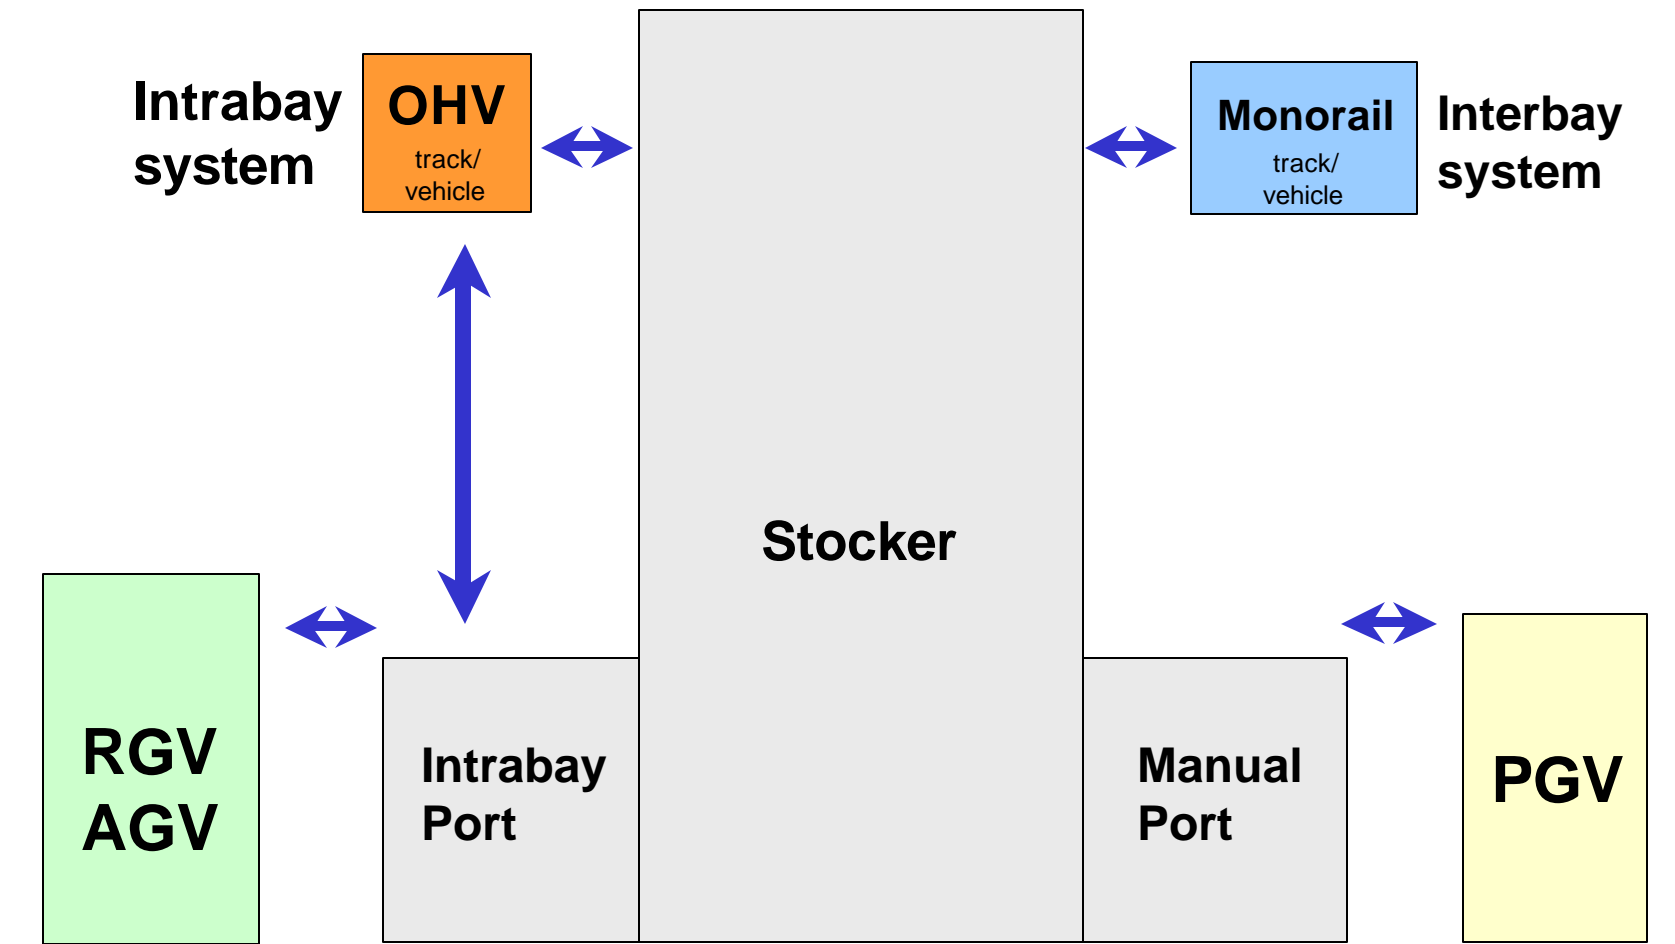 Intrabay
system
OHV
track/
vehicle
Monorail
track/
vehicle
Interbay
system
Stocker
RGV
AGV
Intrabay
Port
Manual
Port
PGV